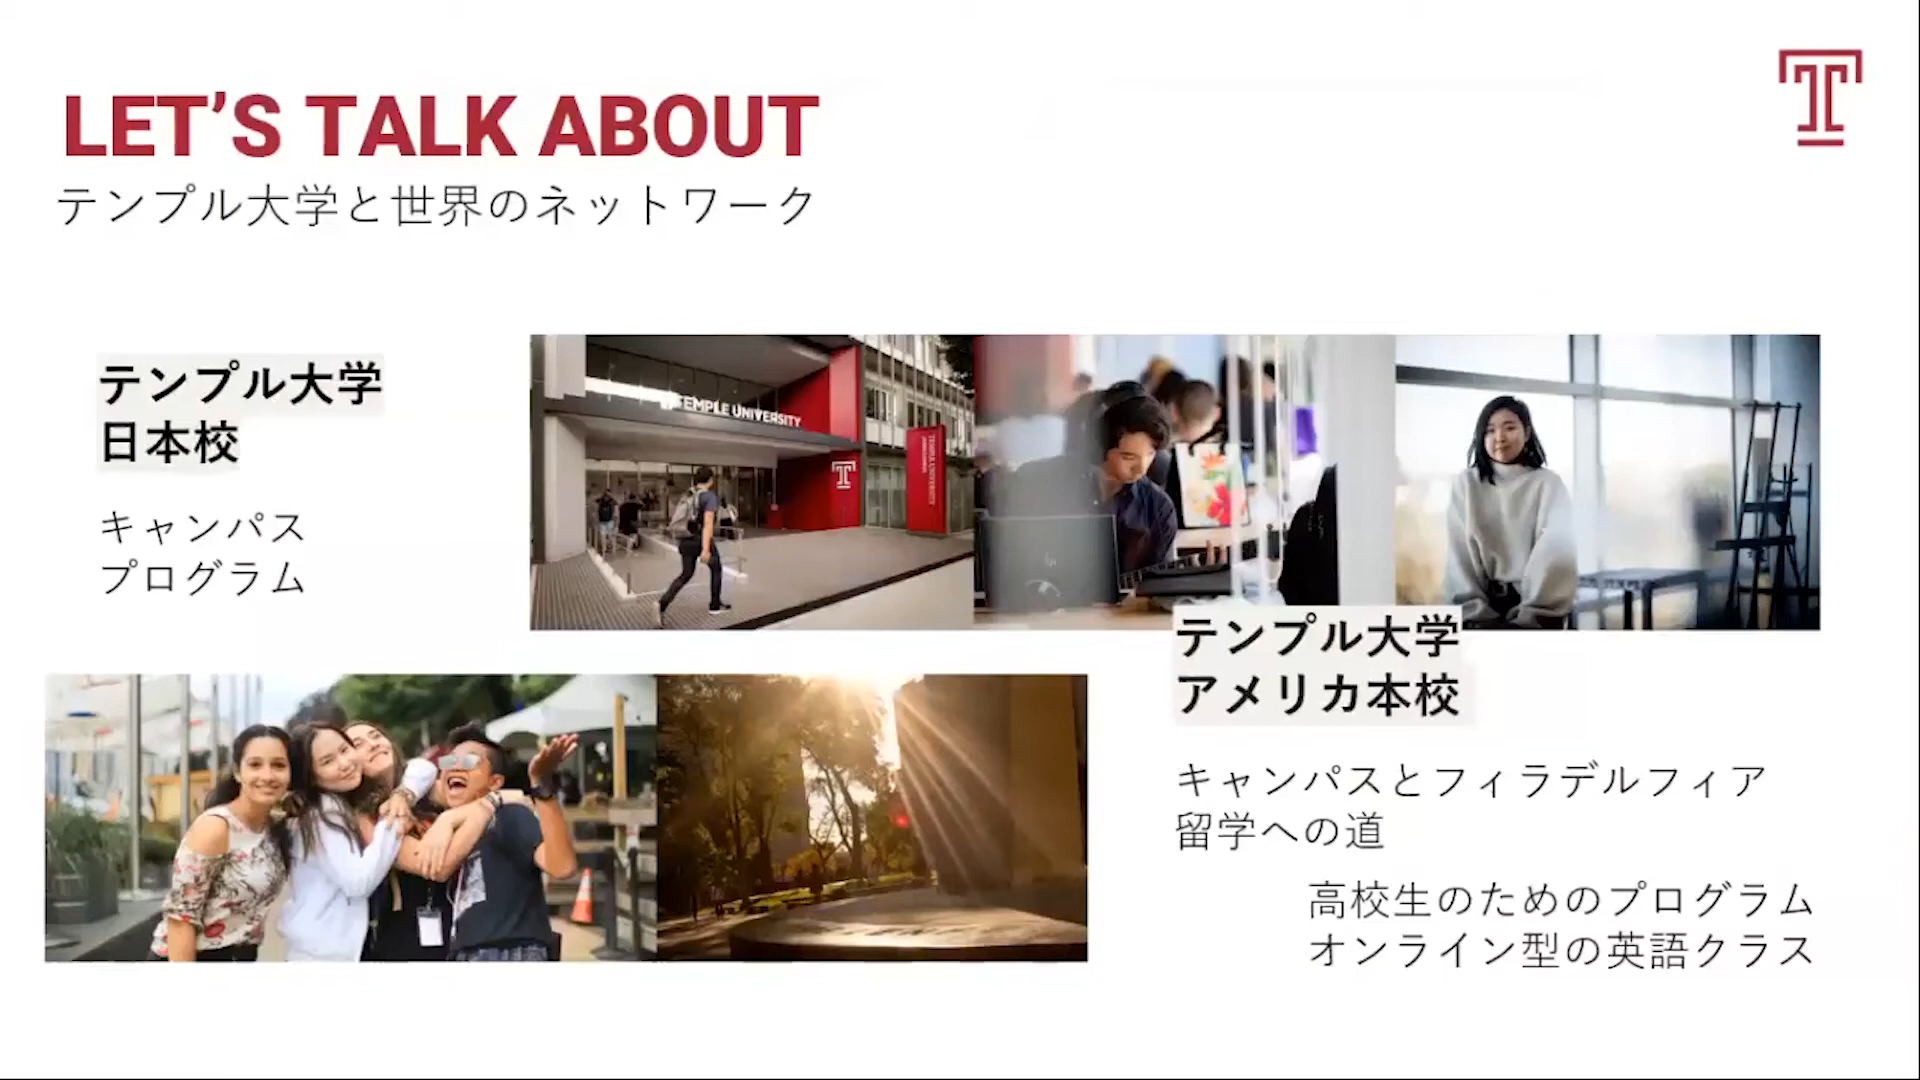 LET'S TALK ABOUT
テンプル大学と世界のネットワーク
テンプル大学
日本校
キャンパス
プログラム
TEMPLE UNIVERSITY
テンプル大学
アメリカ本校
キャンパスとフィラデルフィア
留学への道
高校生のためのプログラム
オンライン型の英語クラス